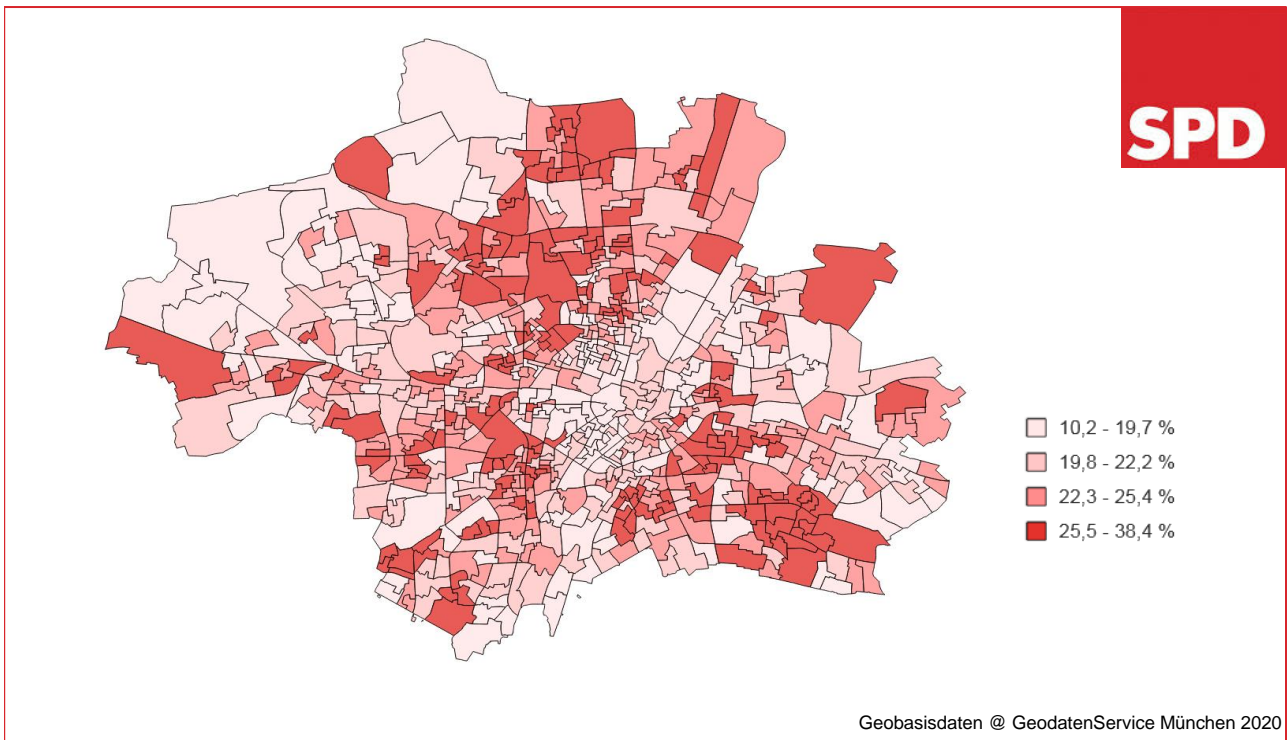 SPD
10,2 - 19,7 %
19,8 - 22,2 %
22,3 - 25,4 %
25,5 - 38,4 %
Geobasisdaten @ GeodatenService München 2020